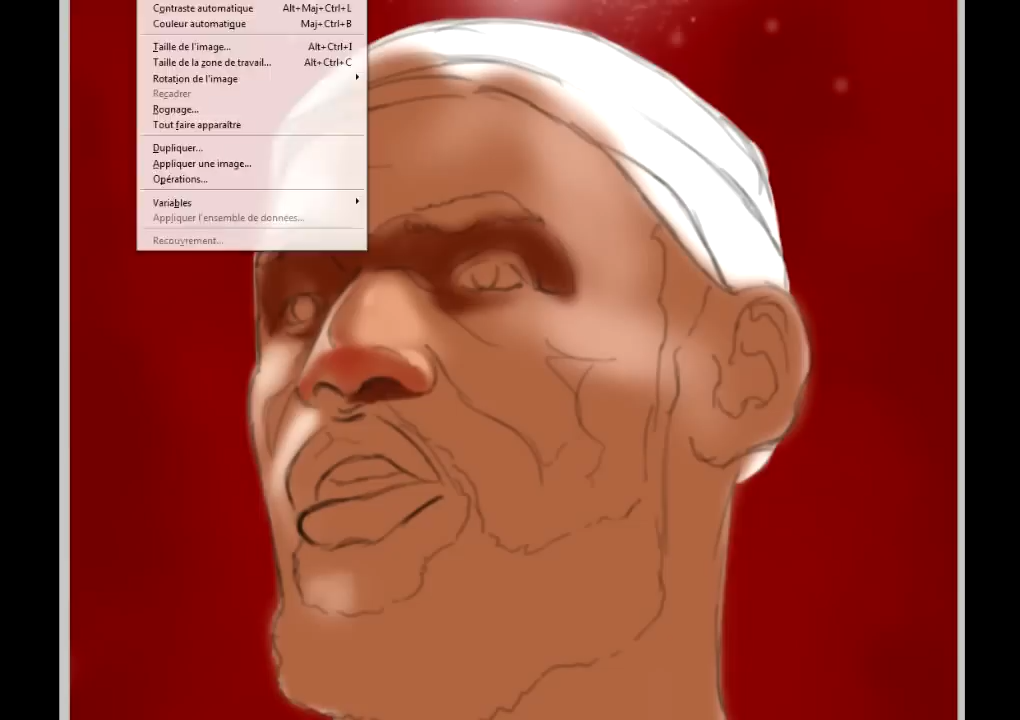 Contraste automatique Alt+Maj+Ctrl+L
Couleur automatique Maj+Ctrl+B
Taille de l'image... Alt+Ctrl+I
Taille de la zone de travail... Alt+Ctrl+C
Rotation de l'image
Recadrer
Rognage...
Tout faire apparaître
Dupliquer...
Appliquer une image...
Opérations...
Variables
Appliquer l'ensemble de données...
Recouvrement...